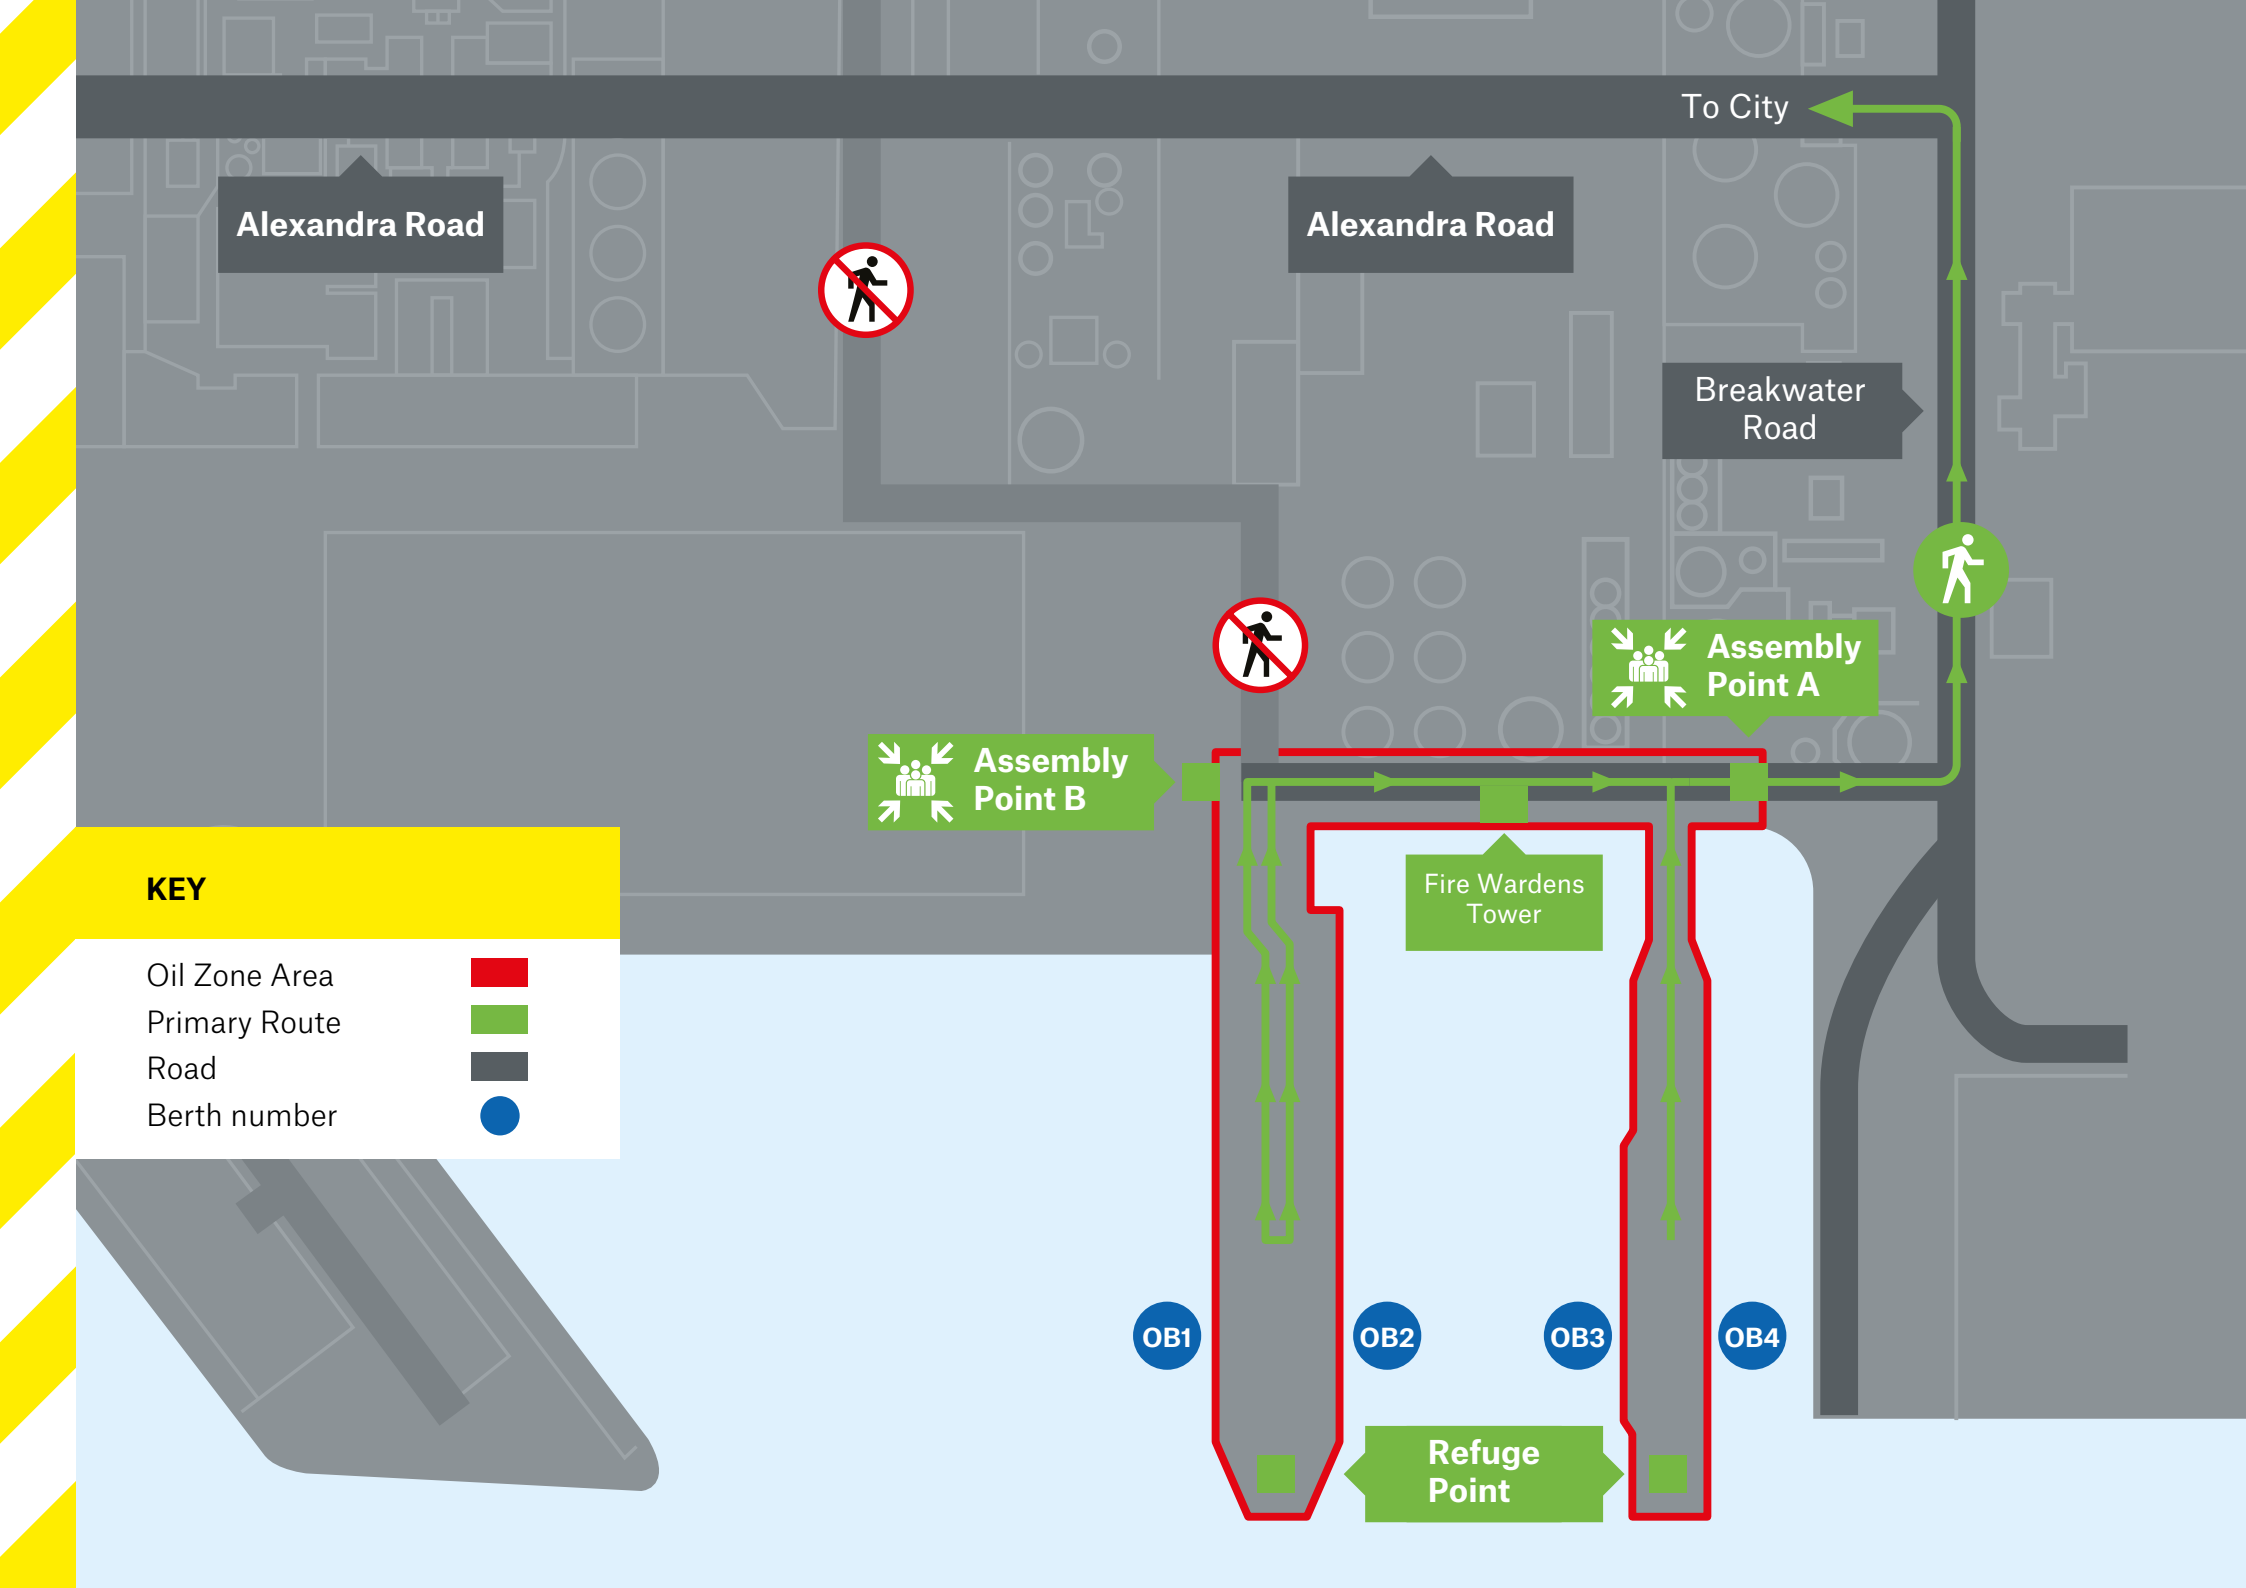 To City
Alexandra Road
Alexandra Road
Breakwater
Road
Assembly
Point A
Assembly
Point B
Fire Wardens
Tower
KEY
Oil Zone Area
Primary Route
Road
Berth number
OB1
OB2
OB3
OB4
Refuge
Point